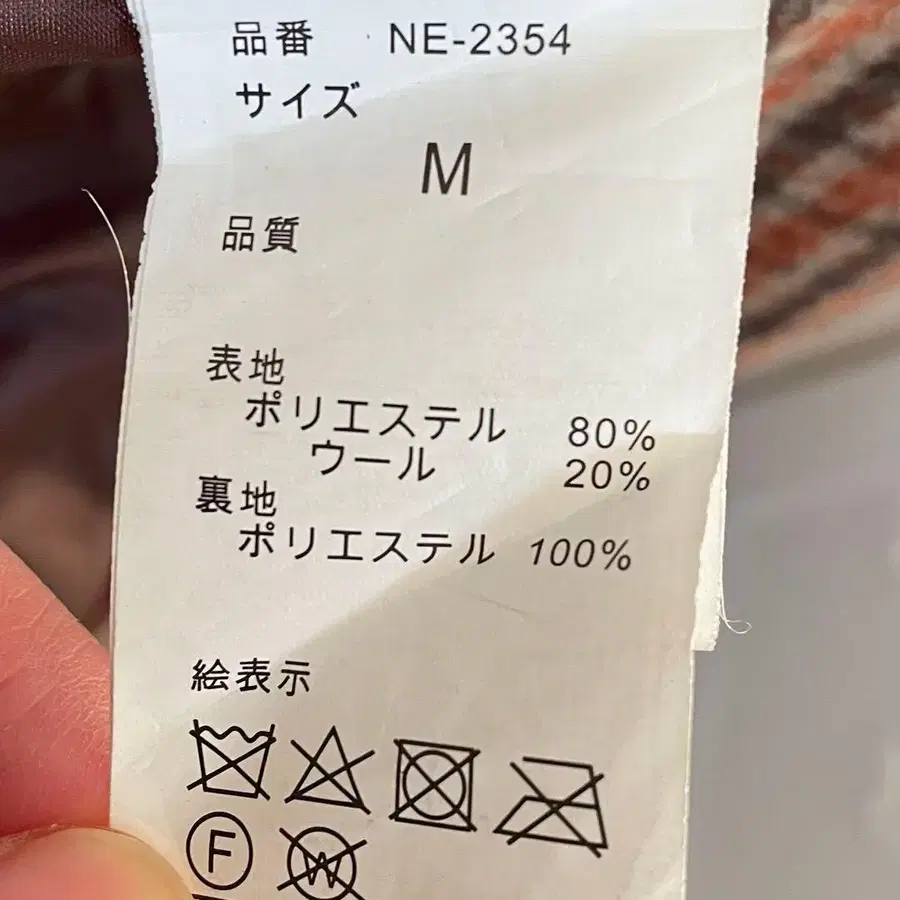 品番 NE-2354
サイズ
M
品質
表地
ポリエステル 80%
ウール 20%
裏地
ポリエステル 100%
絵表示
F W